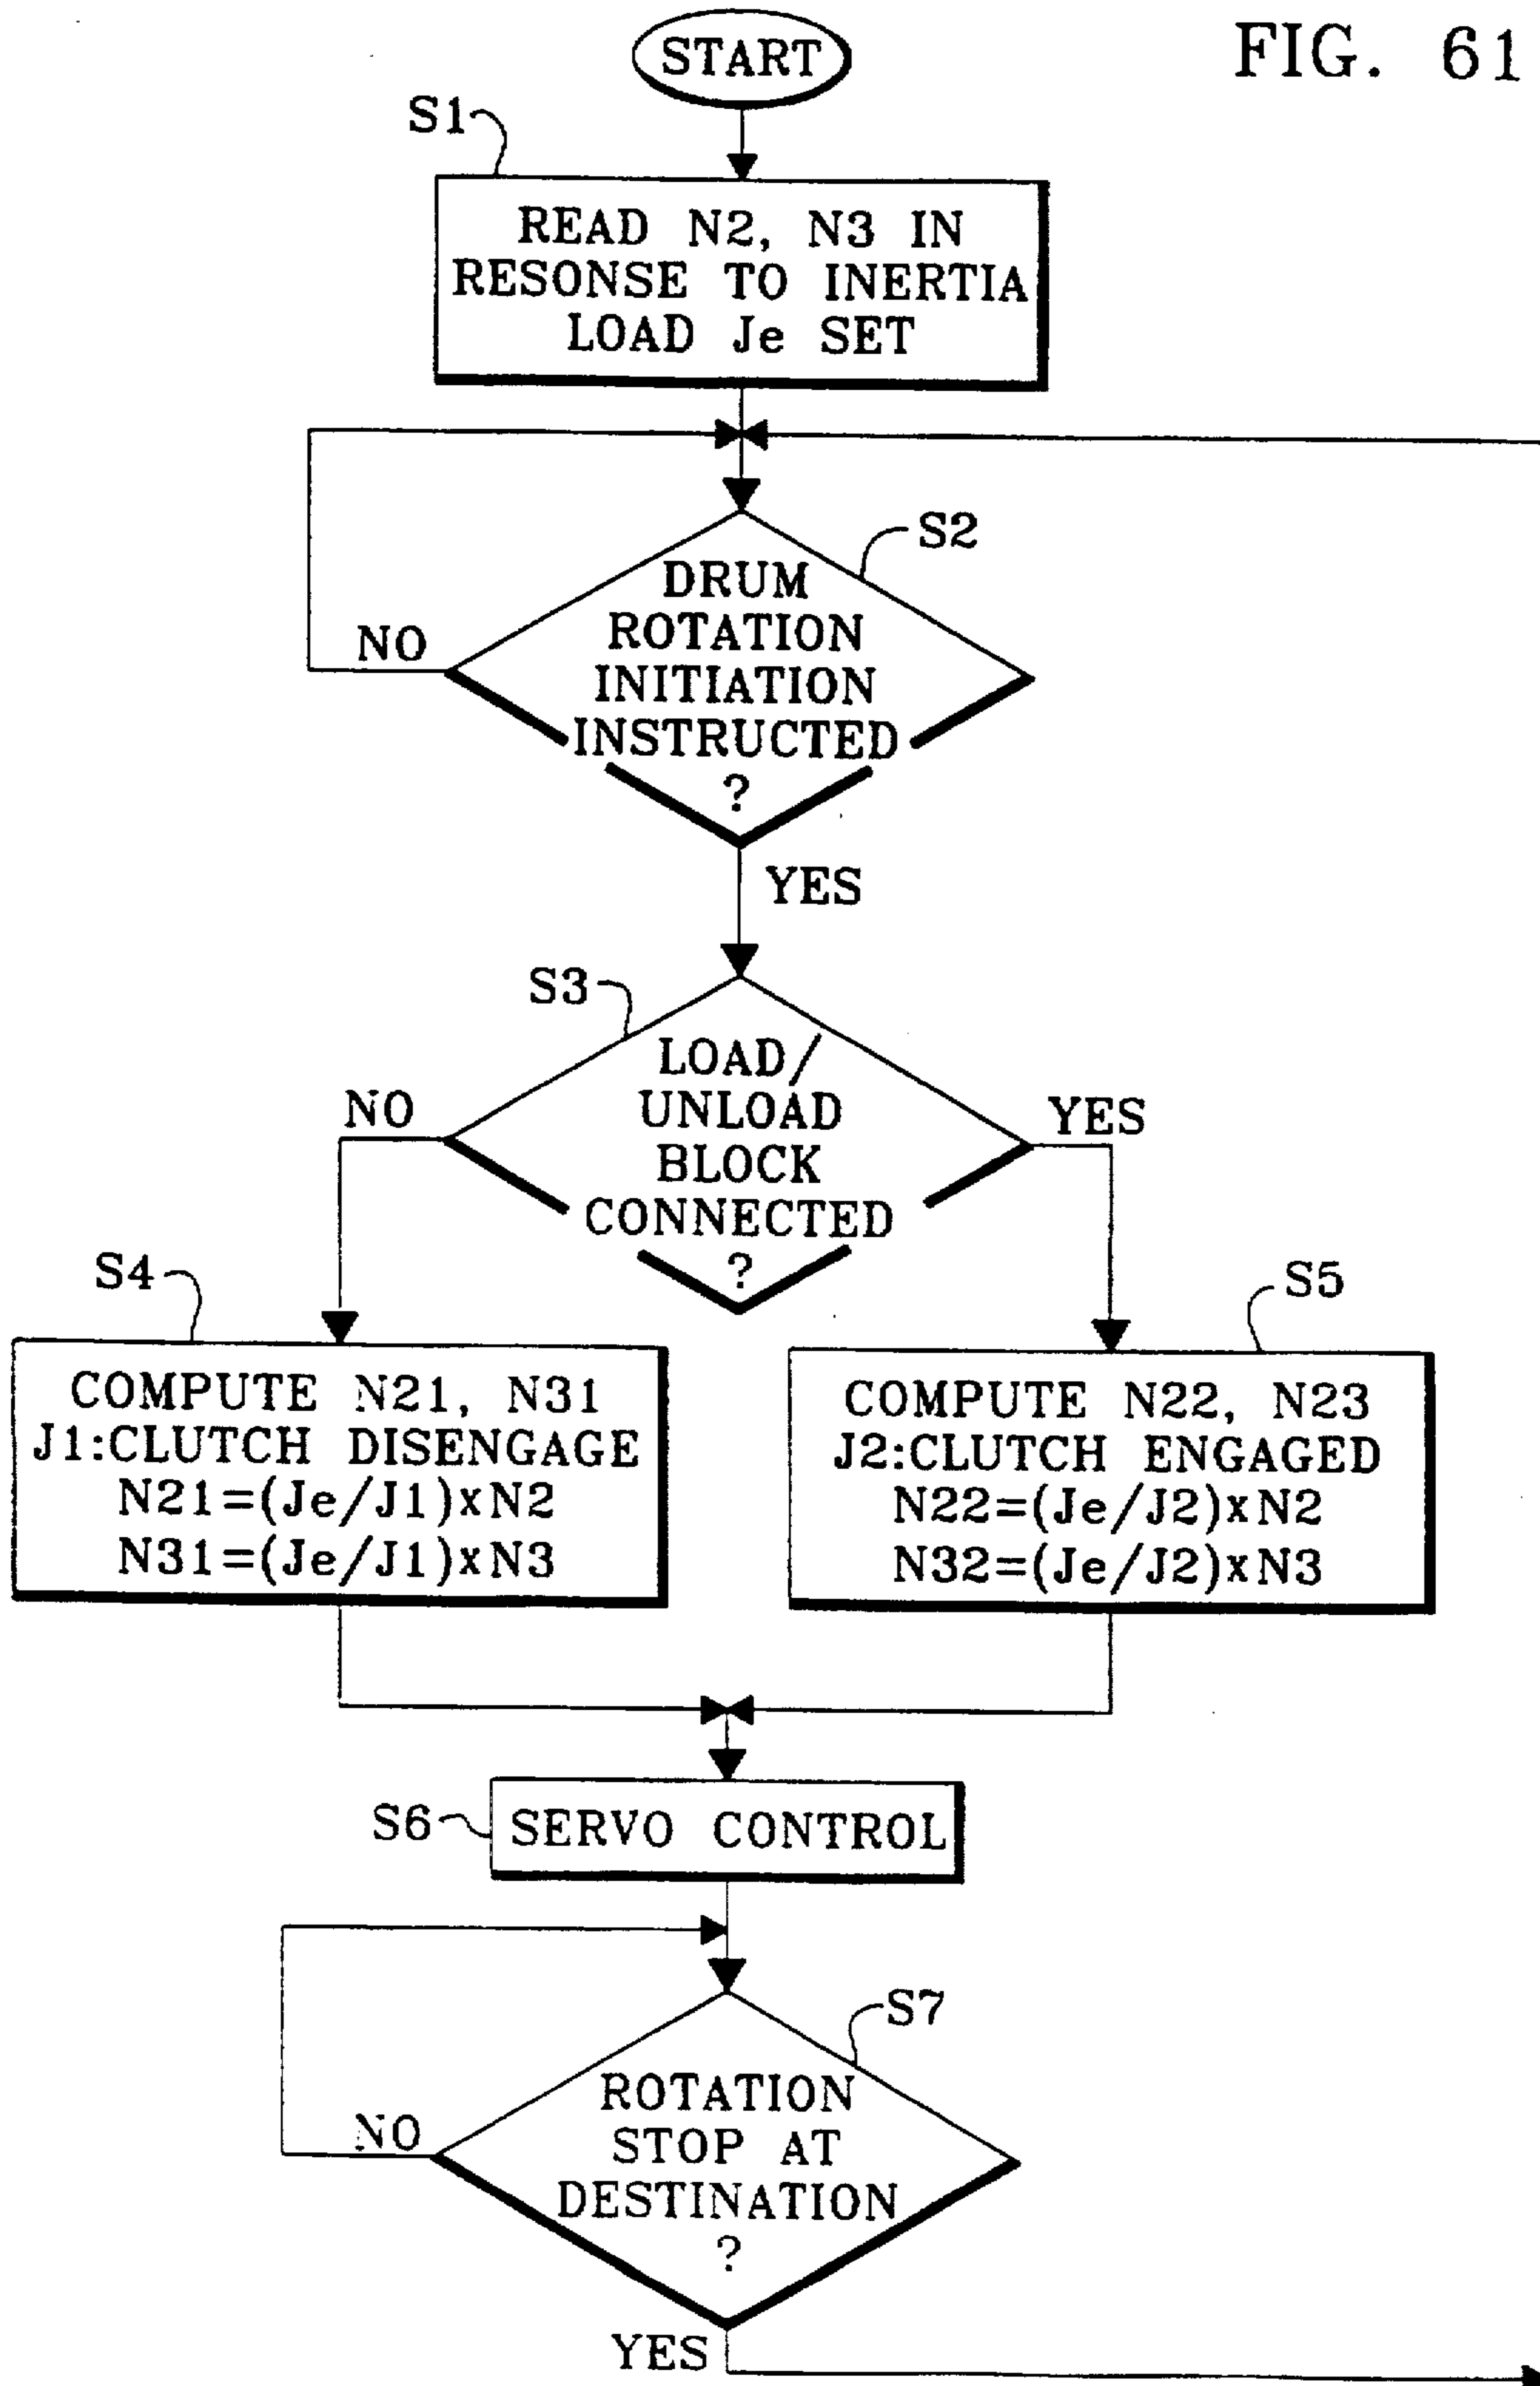 FIG. 61
START
S1
READ N2, N3 IN
RESONSE TO INERTIA
LOAD Je SET
S2
DRUM
ROTATION
INITIATION
INSTRUCTED
?
NO
YES
S3
LOAD/
UNLOAD
BLOCK
CONNECTED
?
NO
YES
S4
COMPUTE N21, N31
J1:CLUTCH DISENGAGE
N21=(Je/J1)xN2
N31=(Je/J1)xN3
S5
COMPUTE N22, N23
J2:CLUTCH ENGAGED
N22=(Je/J2)xN2
N32=(Je/J2)xN3
S6
SERVO CONTROL
S7
ROTATION
STOP AT
DESTINATION
?
NO
YES